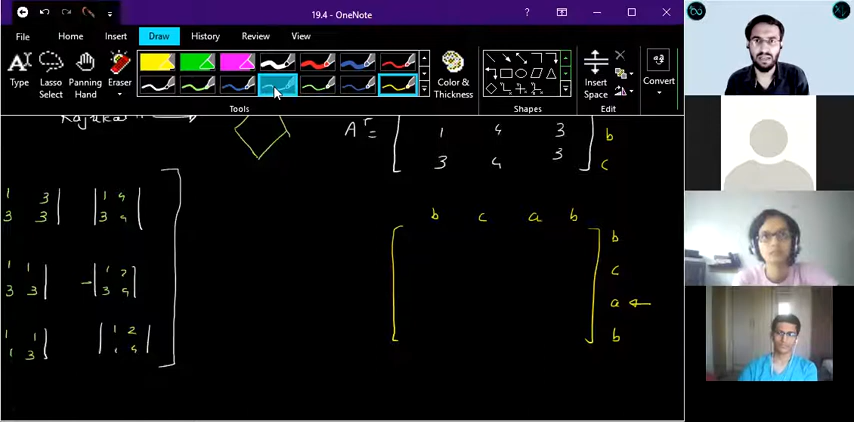 19.4 - OneNote
?
File Home Insert Draw History Review View
Type
Lasso Select
Panning Hand
Eraser
Color & Thickness
Insert Space
Convert
Tools
Shapes
Aᵀ =
1 4 3 b
3 4 3 c
b c a b
b
c
a ←
b
1 3
3 3
1 4
3 4
1 1
3 3
- 1 2
3 4
1 1
1 3
1 2
1 4